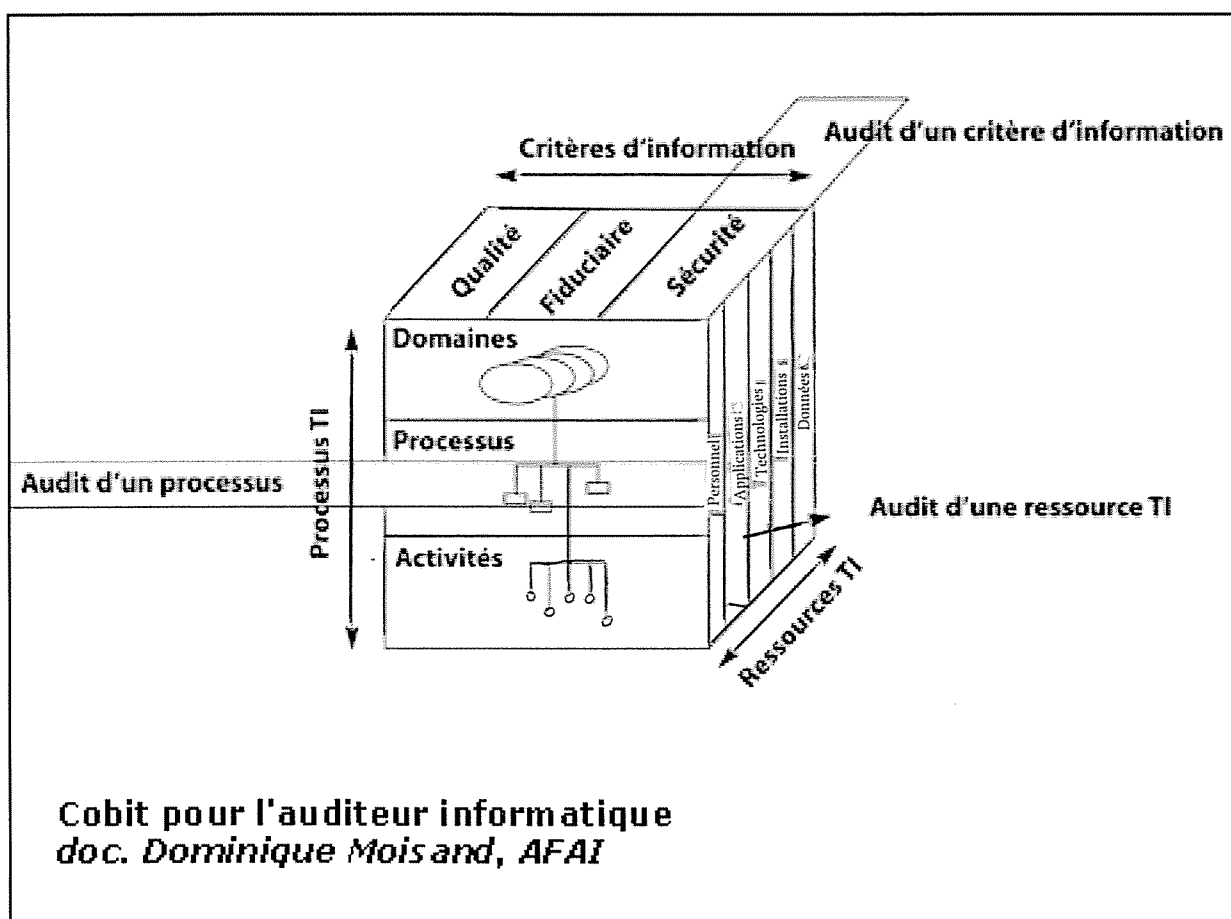 Critères d'information
Audit d'un critère d'information
Qualité
Fiduciaire
Sécurité
Domaines
Processus
Audit d'un processus
Activités
Processus TI
Personnel
Applications
Technologies
Installations
Données
Audit d'une ressource TI
Ressources TI
Cobit pour l'auditeur informatique
doc. Dominique Moisand, AFAI